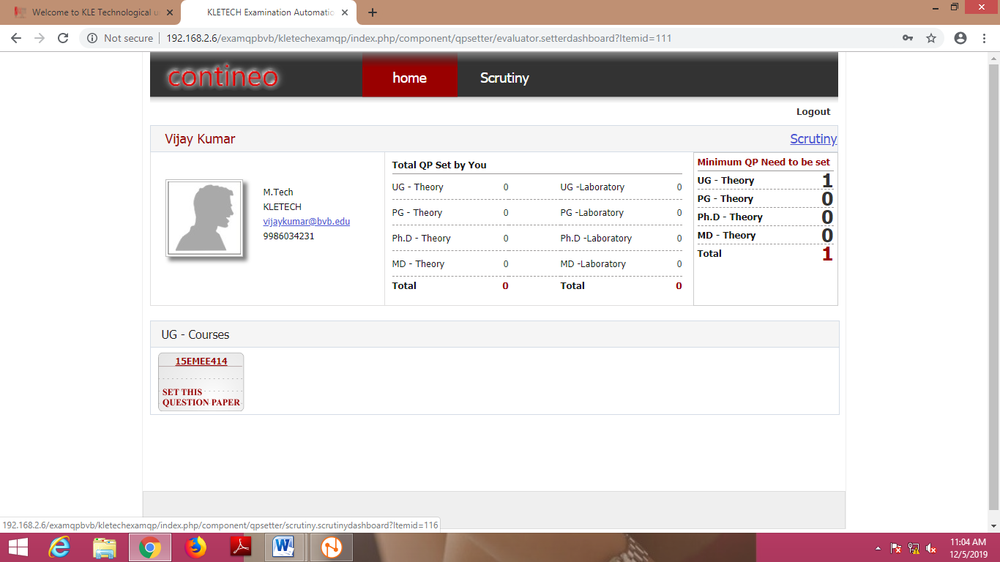 Welcome to KLE Technological u
KLETECH Examination Automatio
Not secure
192.168.2.6/examqpbvb/kletechexamqp/index.php/component/qpsetter/evaluator.setterdashboard?Itemid=111
contineo
home
Scrutiny
Logout
Vijay Kumar
Scrutiny
M.Tech
KLETECH
vijaykumar@bvb.edu
9986034231
Total QP Set by You
UG - Theory 0 UG -Laboratory 0
PG - Theory 0 PG -Laboratory 0
Ph.D - Theory 0 Ph.D -Laboratory 0
MD - Theory 0 MD -Laboratory 0
Total 0 Total 0
Minimum QP Need to be set
UG - Theory 1
PG - Theory 0
Ph.D - Theory 0
MD - Theory 0
Total 1
UG - Courses
15EMEE414
SET THIS
QUESTION PAPER
192.168.2.6/examqpbvb/kletechexamqp/index.php/component/qpsetter/scrutiny.scrutinydashboard?Itemid=116
11:04 AM
12/5/2019